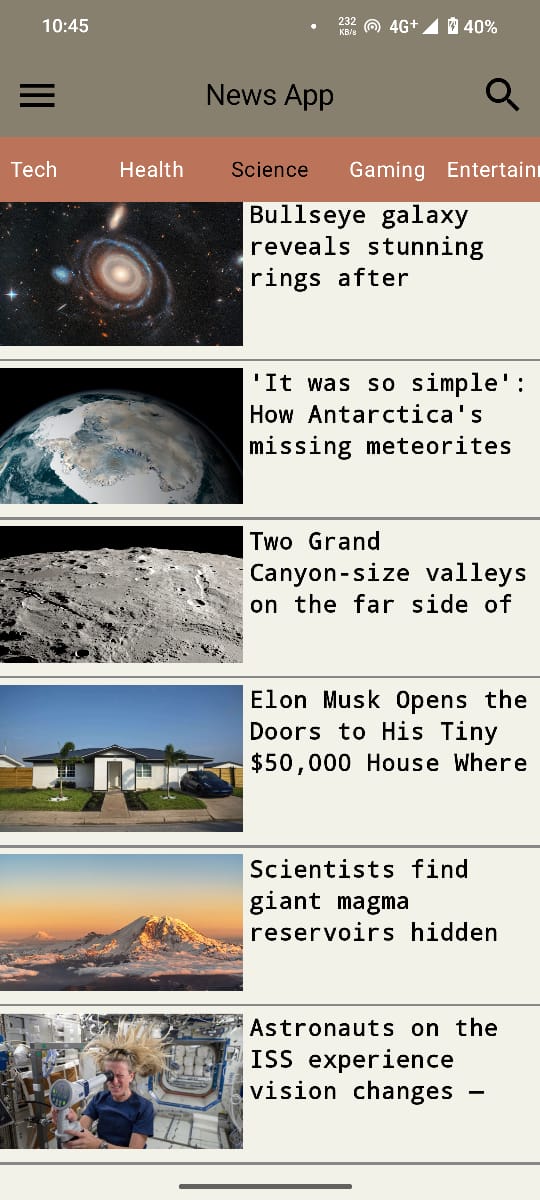 10:45 232 KB/s 4G+ 40%
News App
Tech Health Science Gaming Entertain
Bullseye galaxy
reveals stunning
rings after
'It was so simple':
How Antarctica's
missing meteorites
Two Grand
Canyon-size valleys
on the far side of
Elon Musk Opens the
Doors to His Tiny
$50,000 House Where
Scientists find
giant magma
reservoirs hidden
Astronauts on the
ISS experience
vision changes —